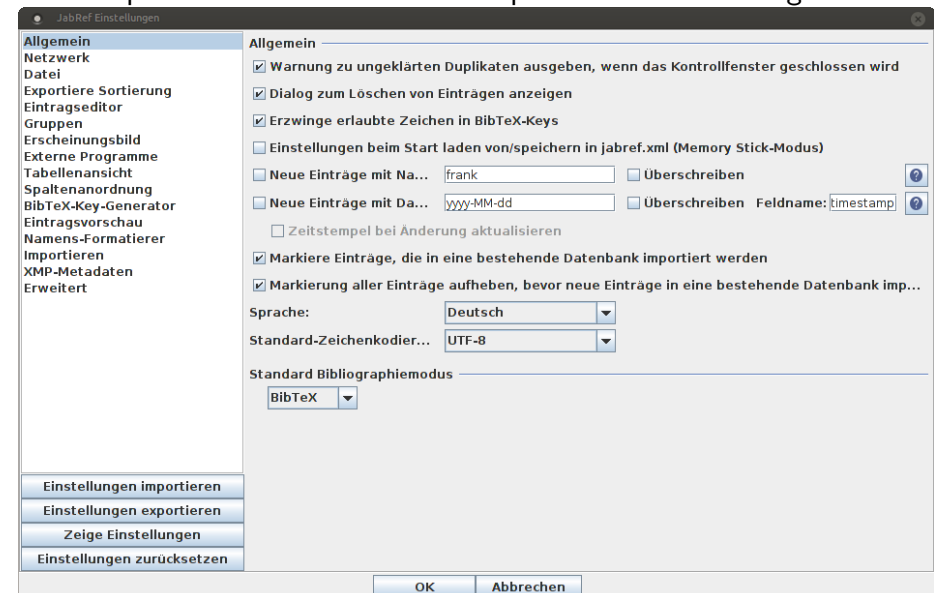 JabRef Einstellungen
Allgemein
Netzwerk
Datei
Exportiere Sortierung
Eintragseditor
Gruppen
Erscheinungsbild
Externe Programme
Tabellenansicht
Spaltenanordnung
BibTeX-Key-Generator
Eintragsvorschau
Namens-Formatierer
Importieren
XMP-Metadaten
Erweitert
Einstellungen importieren
Einstellungen exportieren
Zeige Einstellungen
Einstellungen zurücksetzen
Allgemein
Warnung zu ungeklärten Duplikaten ausgeben, wenn das Kontrollfenster geschlossen wird
Dialog zum Löschen von Einträgen anzeigen
Erzwinge erlaubte Zeichen in BibTeX-Keys
Einstellungen beim Start laden von/speichern in jabref.xml (Memory Stick-Modus)
Neue Einträge mit Na... frank Überschreiben ?
Neue Einträge mit Da... yyyy-MM-dd Überschreiben Feldname: timestamp ?
Zeitstempel bei Änderung aktualisieren
Markiere Einträge, die in eine bestehende Datenbank importiert werden
Markierung aller Einträge aufheben, bevor neue Einträge in eine bestehende Datenbank imp...
Sprache: Deutsch
Standard-Zeichenkodier... UTF-8
Standard Bibliographiemodus
BibTeX
OK Abbrechen